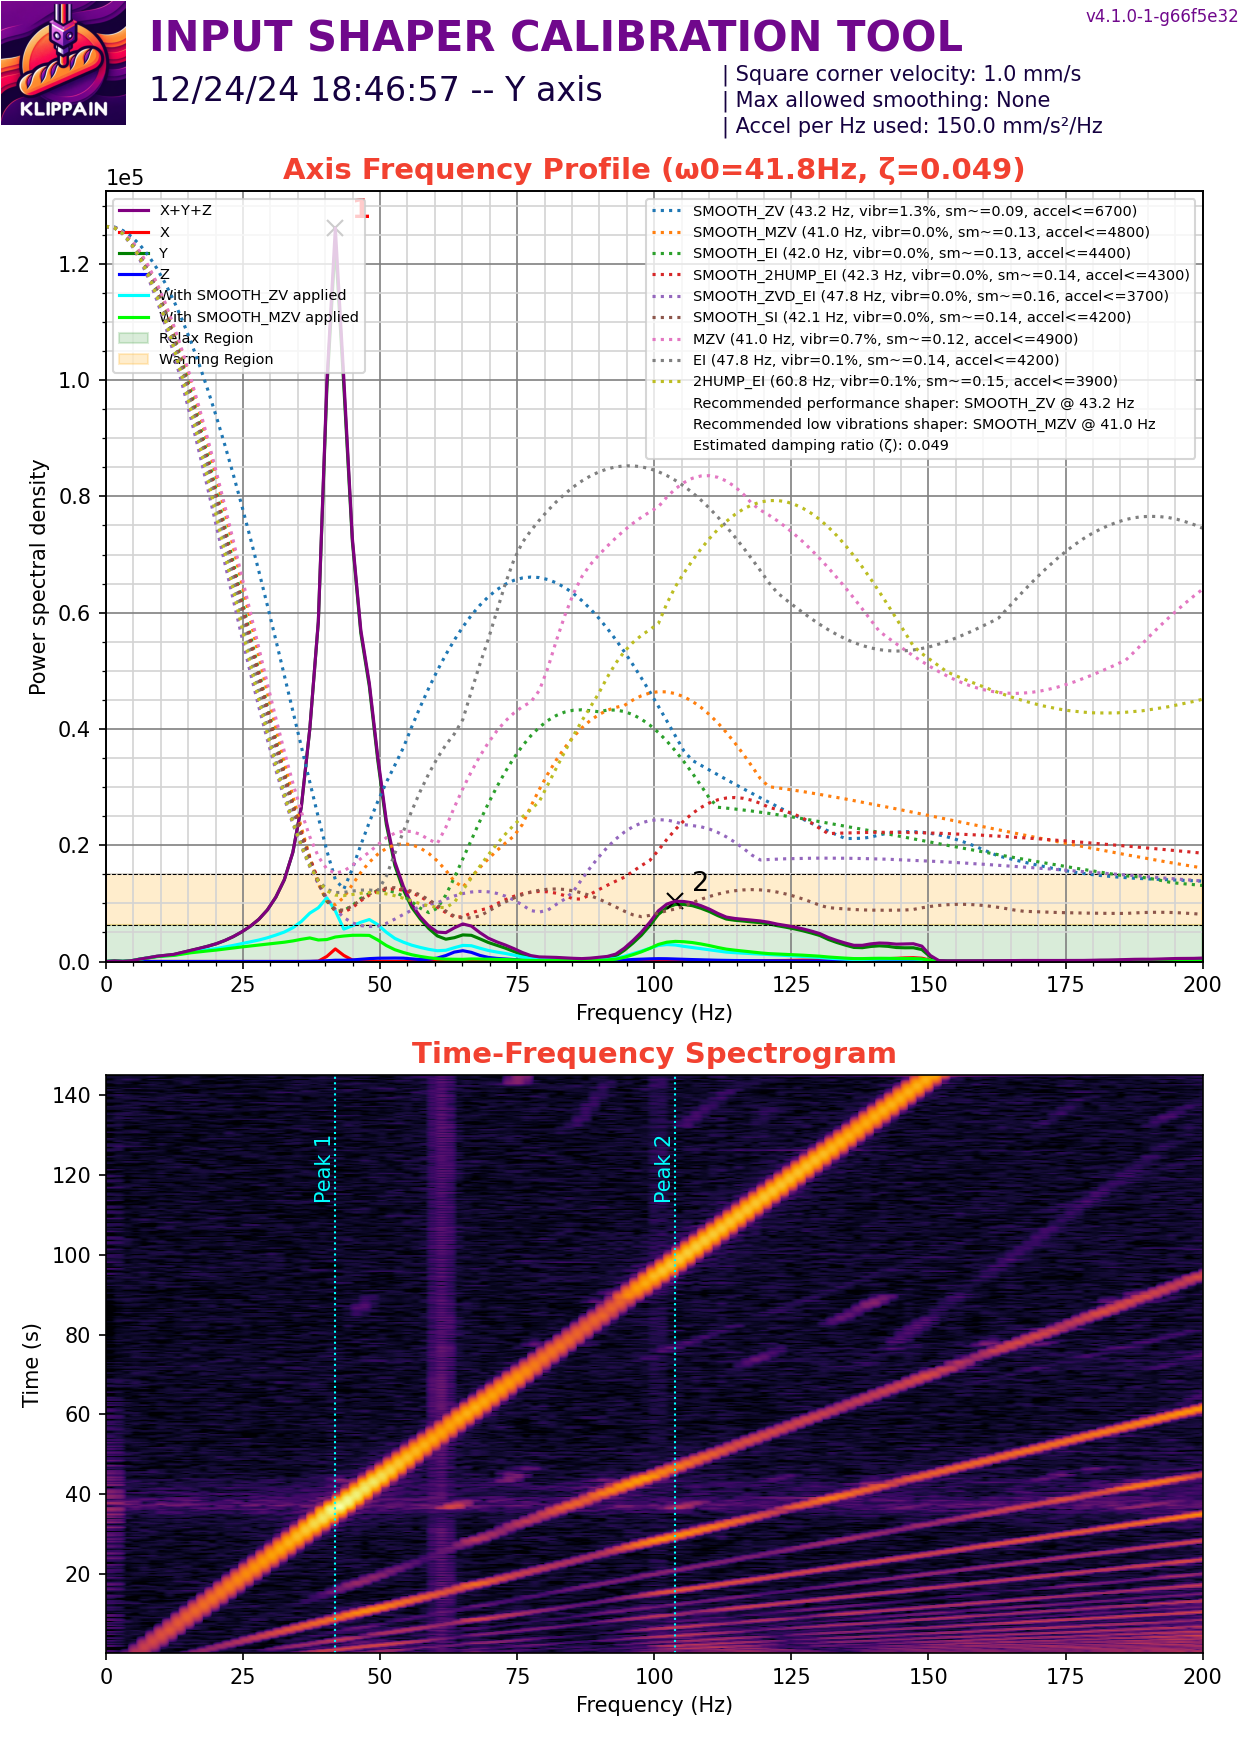 v4.1.0-1-g66f5e32
INPUT SHAPER CALIBRATION TOOL
12/24/24 18:46:57 -- Y axis
| Square corner velocity: 1.0 mm/s
| Max allowed smoothing: None
| Accel per Hz used: 150.0 mm/s²/Hz
KLIPPAIN
Axis Frequency Profile (ω0=41.8Hz, ζ=0.049)
1e5
X+Y+Z
X
Y
Z
With SMOOTH_ZV applied
With SMOOTH_MZV applied
Relax Region
Warning Region
1
SMOOTH_ZV (43.2 Hz, vibr=1.3%, sm~=0.09, accel<=6700)
SMOOTH_MZV (41.0 Hz, vibr=0.0%, sm~=0.13, accel<=4800)
SMOOTH_EI (42.0 Hz, vibr=0.0%, sm~=0.13, accel<=4400)
SMOOTH_2HUMP_EI (42.3 Hz, vibr=0.0%, sm~=0.14, accel<=4300)
SMOOTH_ZVD_EI (47.8 Hz, vibr=0.0%, sm~=0.16, accel<=3700)
SMOOTH_SI (42.1 Hz, vibr=0.0%, sm~=0.14, accel<=4200)
MZV (41.0 Hz, vibr=0.7%, sm~=0.12, accel<=4900)
EI (47.8 Hz, vibr=0.1%, sm~=0.14, accel<=4200)
2HUMP_EI (60.8 Hz, vibr=0.1%, sm~=0.15, accel<=3900)
Recommended performance shaper: SMOOTH_ZV @ 43.2 Hz
Recommended low vibrations shaper: SMOOTH_MZV @ 41.0 Hz
Estimated damping ratio (ζ): 0.049
1.2
1.0
0.8
0.6
0.4
0.2
0.0
Power spectral density
2
0 25 50 75 100 125 150 175 200
Frequency (Hz)
Time-Frequency Spectrogram
140
120
100
80
60
40
20
Time (s)
Peak 1
Peak 2
0 25 50 75 100 125 150 175 200
Frequency (Hz)